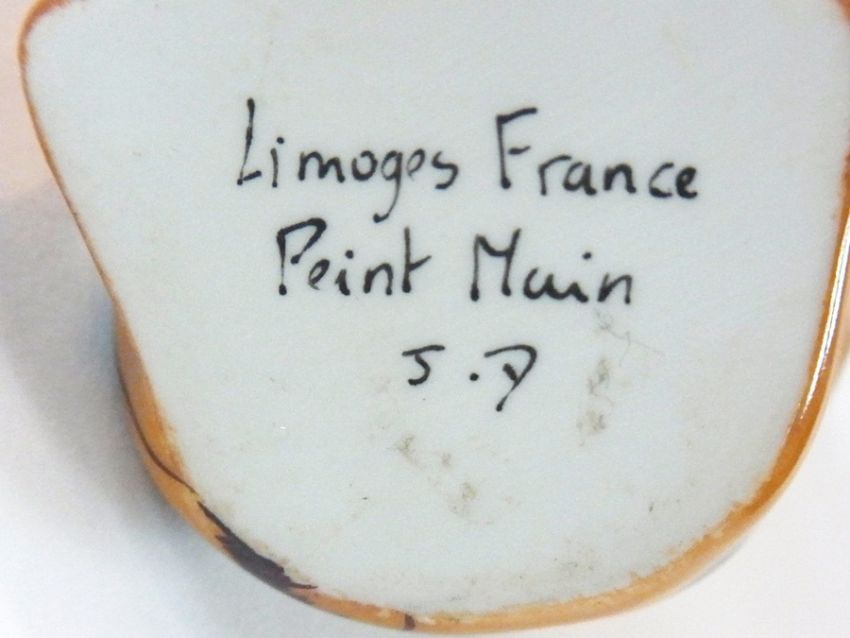 Limoges France
Peint Main
J.D